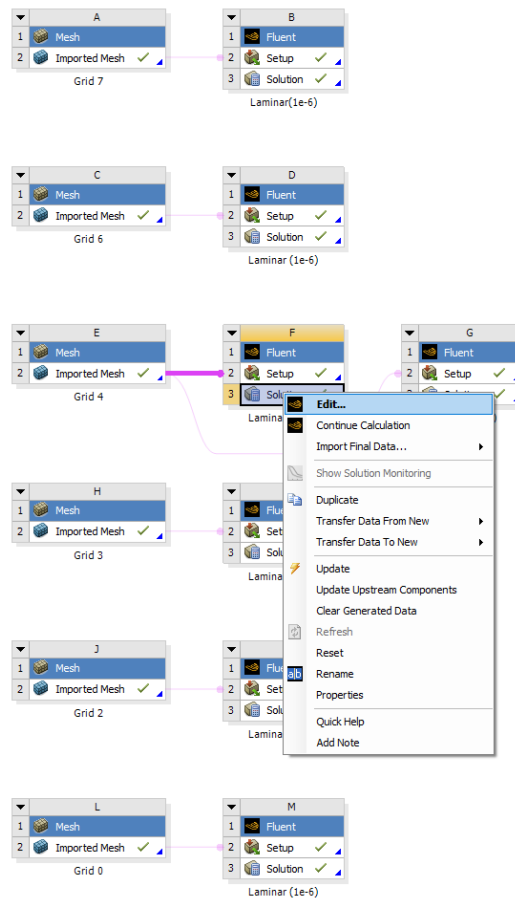 A
1 Mesh
2 Imported Mesh
Grid 7
B
1 Fluent
2 Setup
3 Solution
Laminar(1e-6)
C
1 Mesh
2 Imported Mesh
Grid 6
D
1 Fluent
2 Setup
3 Solution
Laminar (1e-6)
E
1 Mesh
2 Imported Mesh
Grid 4
F
1 Fluent
2 Setup
3
G
1 Fluent
2 Setup
Edit...
Continue Calculation
Import Final Data...
Show Solution Monitoring
Duplicate
Transfer Data From New
Transfer Data To New
Update
Update Upstream Components
Clear Generated Data
Refresh
Reset
a|b Rename
Properties
Quick Help
Add Note
H
1 Mesh
2 Imported Mesh
Grid 3
1
2
3
J
1 Mesh
2 Imported Mesh
Grid 2
1
2
3
L
1 Mesh
2 Imported Mesh
Grid 0
M
1 Fluent
2 Setup
3 Solution
Laminar (1e-6)